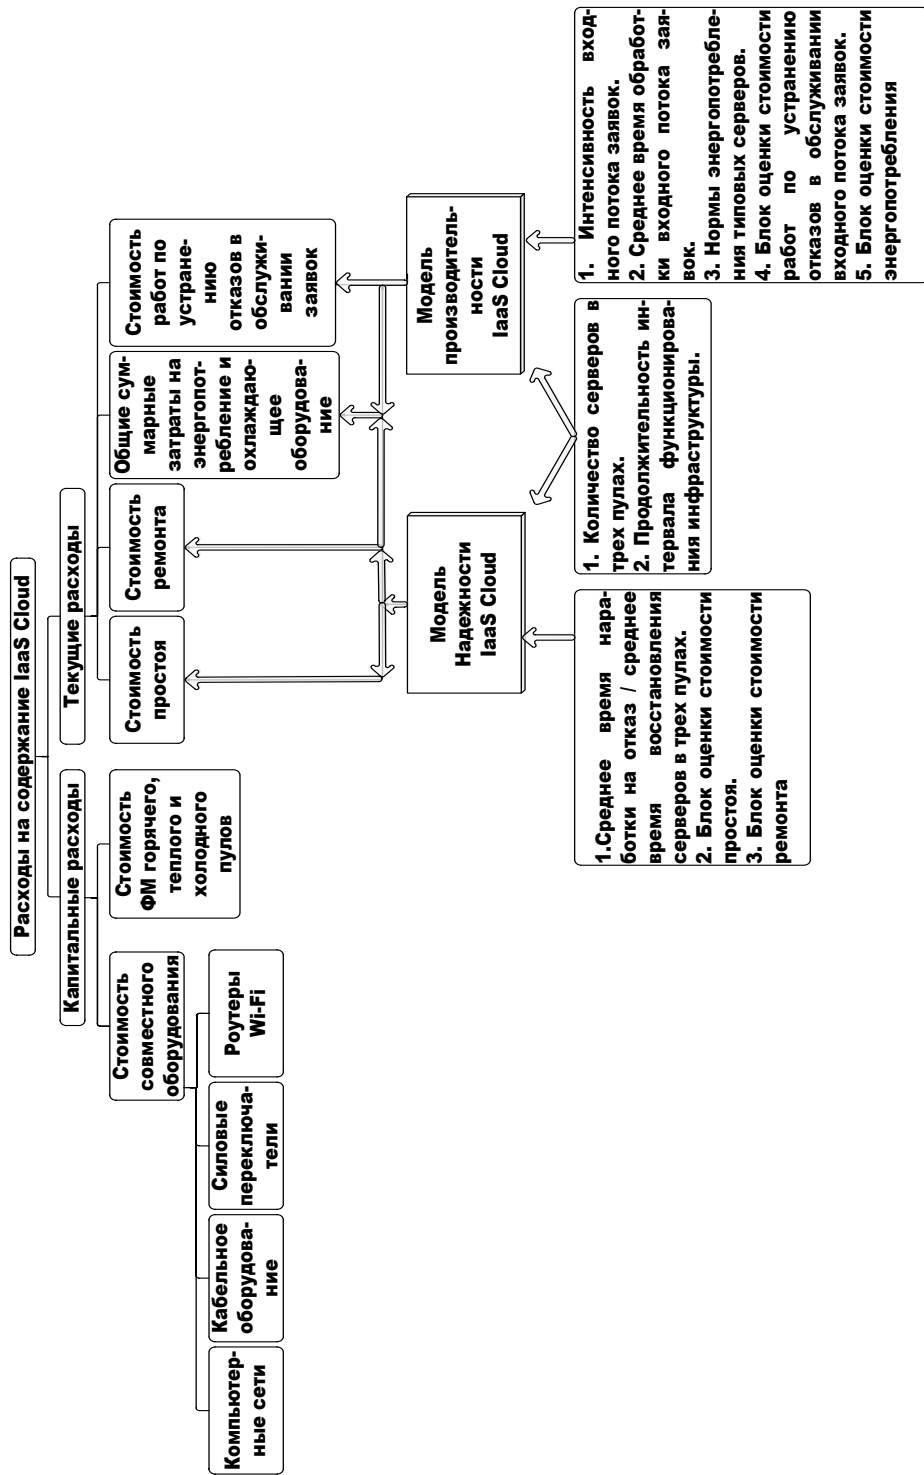 Расходы на содержание IaaS Cloud
Капитальные расходы
Текущие расходы
Стоимость
совместного
оборудования
Стоимость
ФМ горячего,
теплого и
холодного
пулов
Стоимость
простоя
Стоимость
ремонта
Общие сум-
марные
затраты на
энергопот-
ребление и
охлаждаю-
щее
оборудова-
ние
Стоимость
работ по
устране-
нию
отказов в
обслужи-
вании
заявок
Компьютер-
ные сети
Кабельное
оборудова-
ние
Силовые
переключа-
тели
Роутеры
Wi-Fi
Модель
Надежности
IaaS Cloud
Модель
производитель-
ности
IaaS Cloud
1.Среднее время нара-
ботки на отказ / среднее
время восстановления
серверов в трех пулах.
2. Блок оценки стоимости
простоя.
3. Блок оценки стоимости
ремонта
1. Количество серверов в
трех пулах.
2. Продолжительность ин-
тервала функционирова-
ния инфраструктуры.
1. Интенсивность вход-
ного потока заявок.
2. Среднее время обработ-
ки входного потока зая-
вок.
3. Нормы энергопотребле-
ния типовых серверов.
4. Блок оценки стоимости
работ по устранению
отказов в обслуживании
входного потока заявок.
5. Блок оценки стоимости
энергопотребления